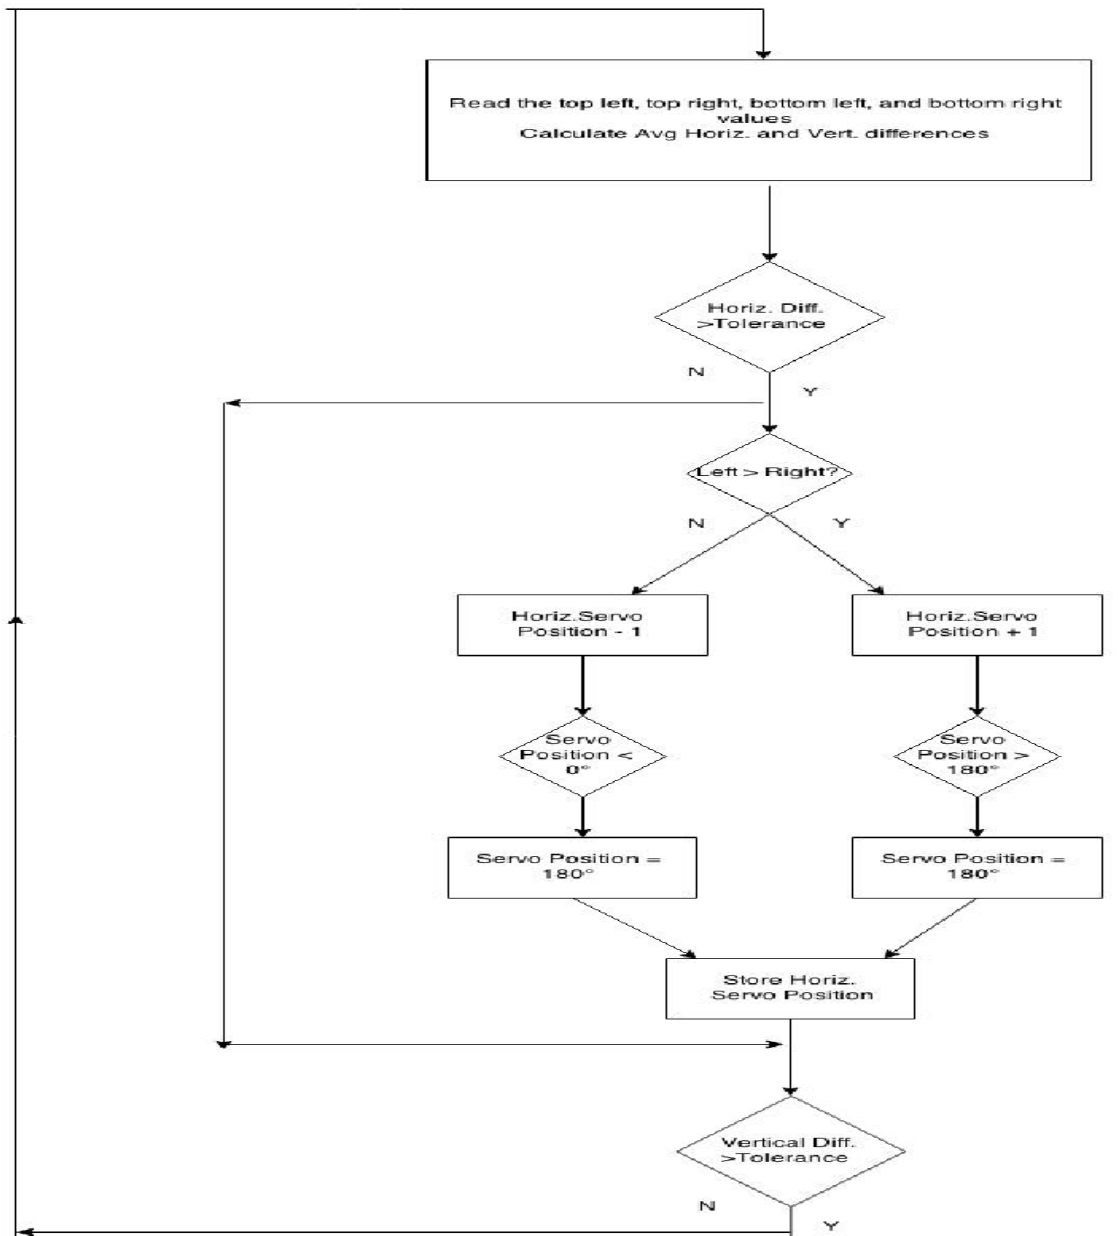 Read the top left, top right, bottom left, and bottom right
values
Calculate Avg Horiz. and Vert. differences
Horiz. Diff.
>Tolerance
N
Y
Left > Right?
N
Y
Horiz.Servo
Position - 1
Horiz.Servo
Position + 1
Servo
Position <
0°
Servo
Position >
180°
Servo Position =
180°
Servo Position =
180°
Store Horiz.
Servo Position
Vertical Diff.
>Tolerance
N
Y